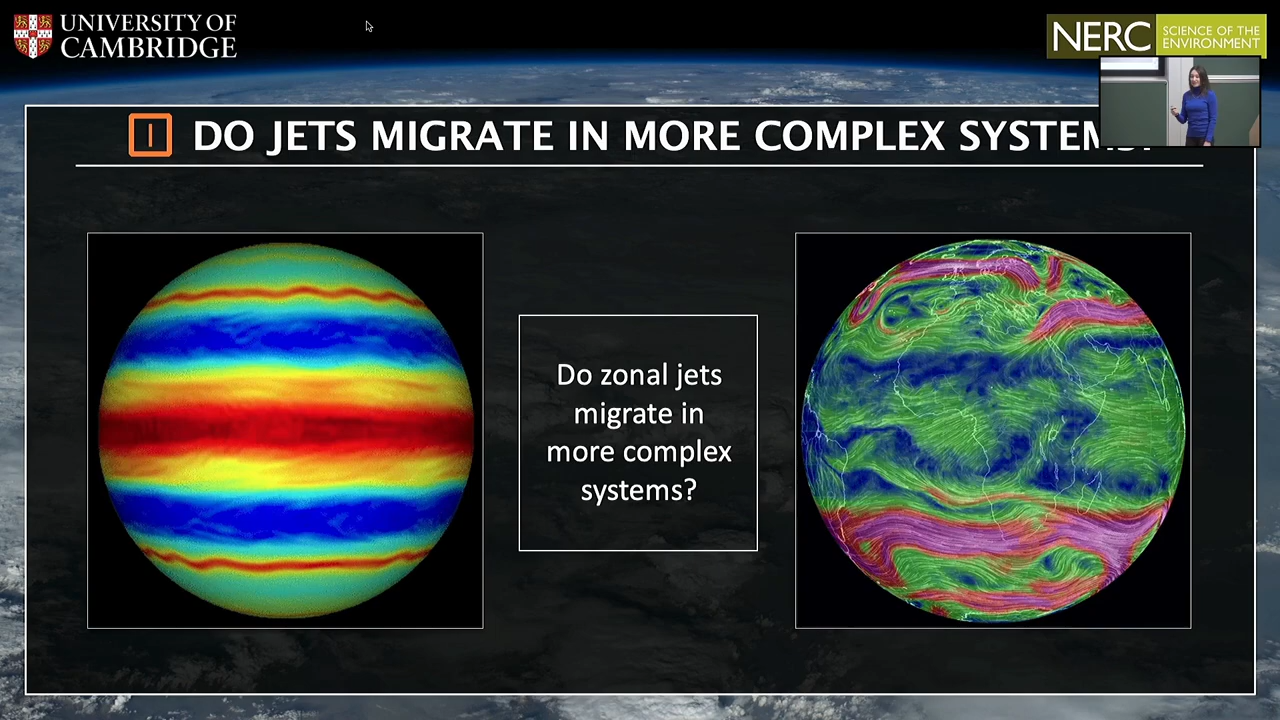 UNIVERSITY OF
CAMBRIDGE
NERC
SCIENCE OF THE
ENVIRONMENT
I DO JETS MIGRATE IN MORE COMPLEX SYSTEMS?
Do zonal jets
migrate in
more complex
systems?